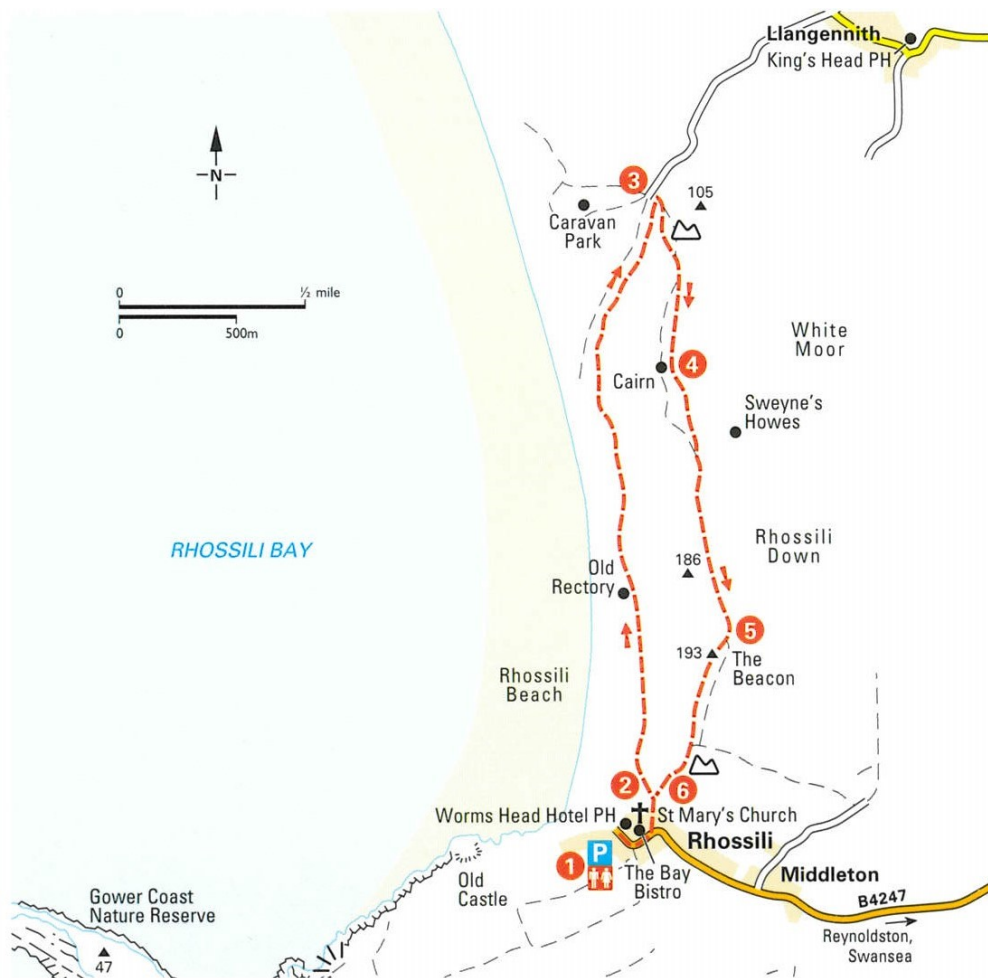 Llangennith
King's Head PH
N
3
105
Caravan
Park
0 ½ mile
0 500m
White
Moor
4
Cairn
Sweyne's
Howes
RHOSSILI BAY
Rhossili
Down
186
Old
Rectory
5
193
The
Beacon
Rhossili
Beach
2
6
Worms Head Hotel PH
St Mary's Church
Rhossili
P
1
The Bay
Bistro
Old
Castle
Middleton
B4247
Gower Coast
Nature Reserve
47
Reynoldston,
Swansea